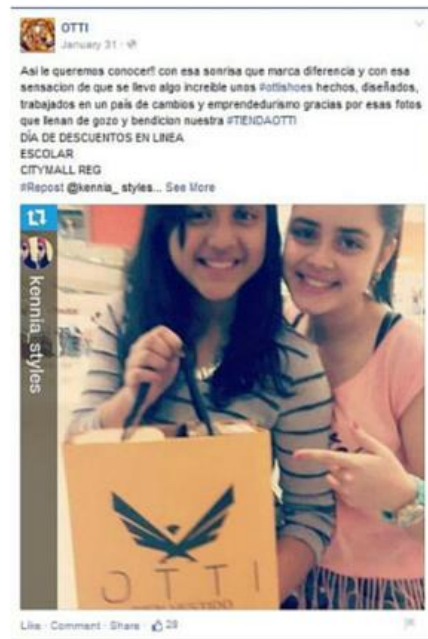 OTTI
January 31
Asi le queremos conocer!! con esa sonrisa que marca diferencia y con esa
sensacion de que se llevo algo increible unos #ottishoes hechos, diseñados,
trabajados en un país de cambios y emprendedurismo gracias por esas fotos
que llenan de gozo y bendicion nuestra #TIENDAOTTI
DÍA DE DESCUENTOS EN LINEA
ESCOLAR
CITYMALL REG
#Repost @kennia_ styles... See More
kennia_styles
OTTI
VESTIDO
Like · Comment · Share · 28